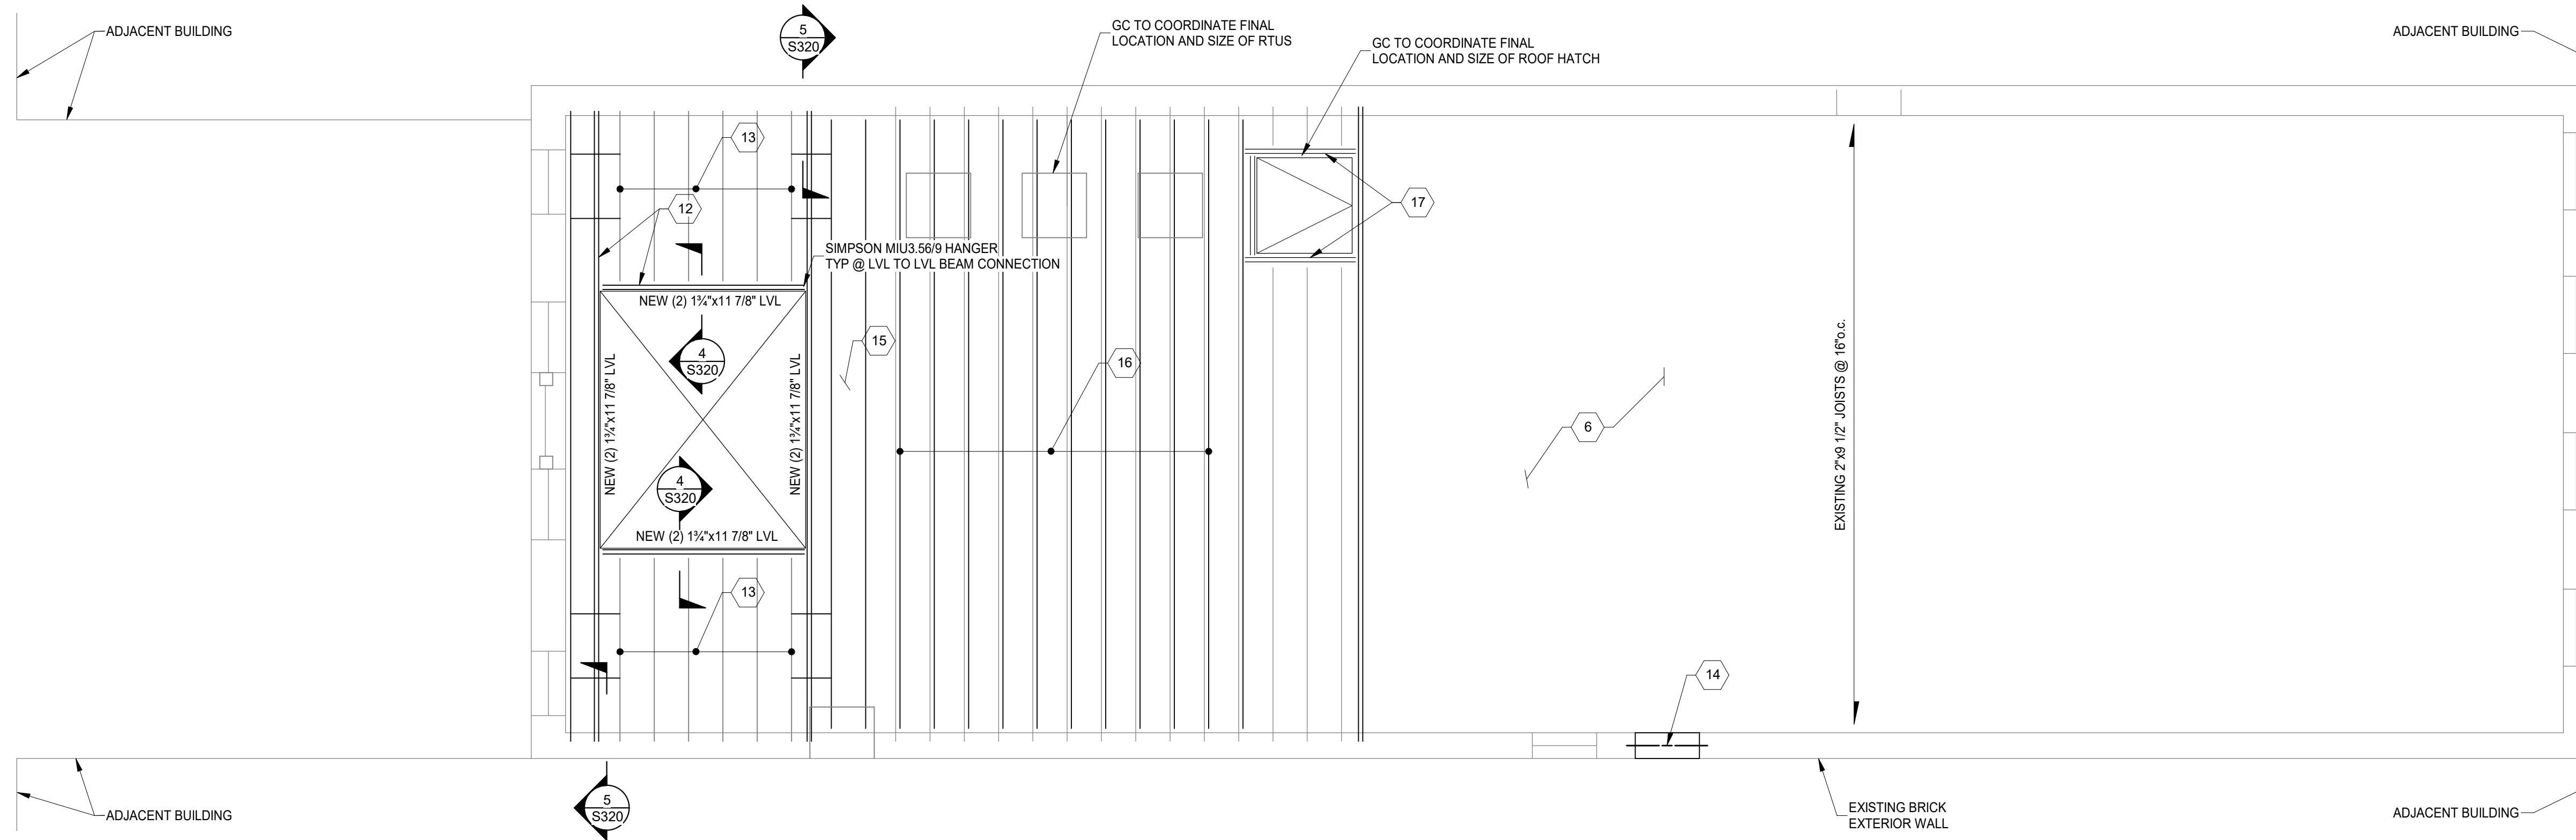 ADJACENT BUILDING
5
S320
GC TO COORDINATE FINAL
LOCATION AND SIZE OF RTUS
GC TO COORDINATE FINAL
LOCATION AND SIZE OF ROOF HATCH
ADJACENT BUILDING
13
12
17
SIMPSON MIU3.56/9 HANGER
TYP @ LVL TO LVL BEAM CONNECTION
NEW (2) 1¾"x11 7/8" LVL
15
4
S320
16
NEW (2) 1¾"x11 7/8" LVL
NEW (2) 1¾"x11 7/8" LVL
6
EXISTING 2"x9 1/2" JOISTS @ 16"o.c.
4
S320
NEW (2) 1¾"x11 7/8" LVL
13
14
5
S320
ADJACENT BUILDING
EXISTING BRICK
EXTERIOR WALL
ADJACENT BUILDING